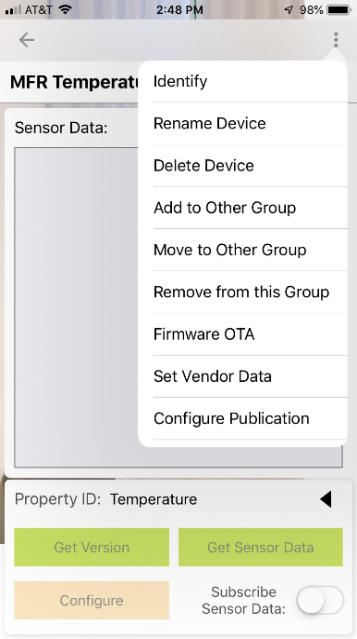 AT&T 2:48 PM 98%
MFR Temperatu
Sensor Data:
Identify
Rename Device
Delete Device
Add to Other Group
Move to Other Group
Remove from this Group
Firmware OTA
Set Vendor Data
Configure Publication
Property ID: Temperature
Get Version
Get Sensor Data
Configure
Subscribe
Sensor Data: